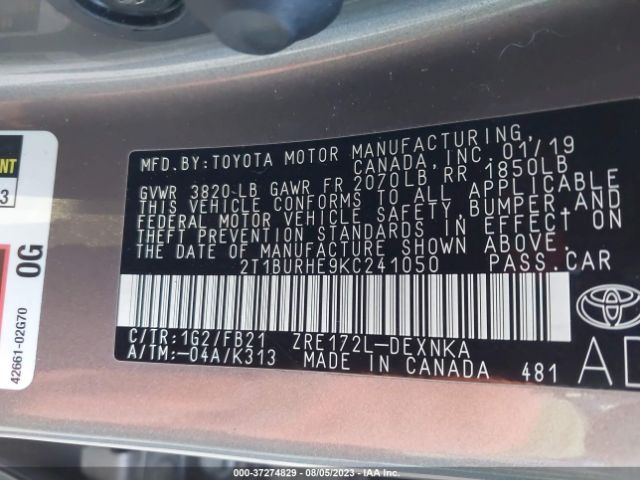 MFD.BY:TOYOTA MOTOR MANUFACTURING,
CANADA, INC. 01/19
GVWR 3820 LB GAWR FR 2070LB RR 1850LB
THIS VEHICLE CONFORMS TO ALL APPLICABLE
FEDERAL MOTOR VEHICLE SAFETY, BUMPER AND
THEFT PREVENTION STANDARDS IN EFFECT ON
THE DATE OF MANUFACTURE SHOWN ABOVE.
2T1BURHE9KC241050 PASS.CAR
C/TR:1G2/FB21 ZRE172L-DEXNKA
A/TM:-04A/K313 MADE IN CANADA 481
TOYOTA
0G
42661-02G70
000-37274829 - 08/05/2023 - IAA Inc.